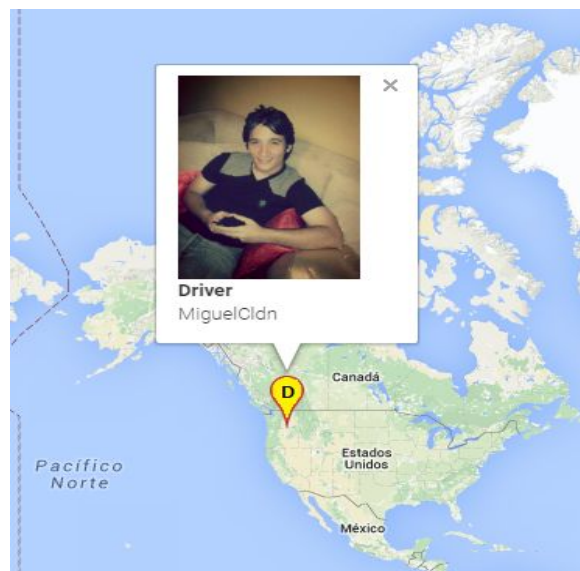 Driver
MiguelCldn
D
Canadá
Estados
Unidos
Pacífico
Norte
México